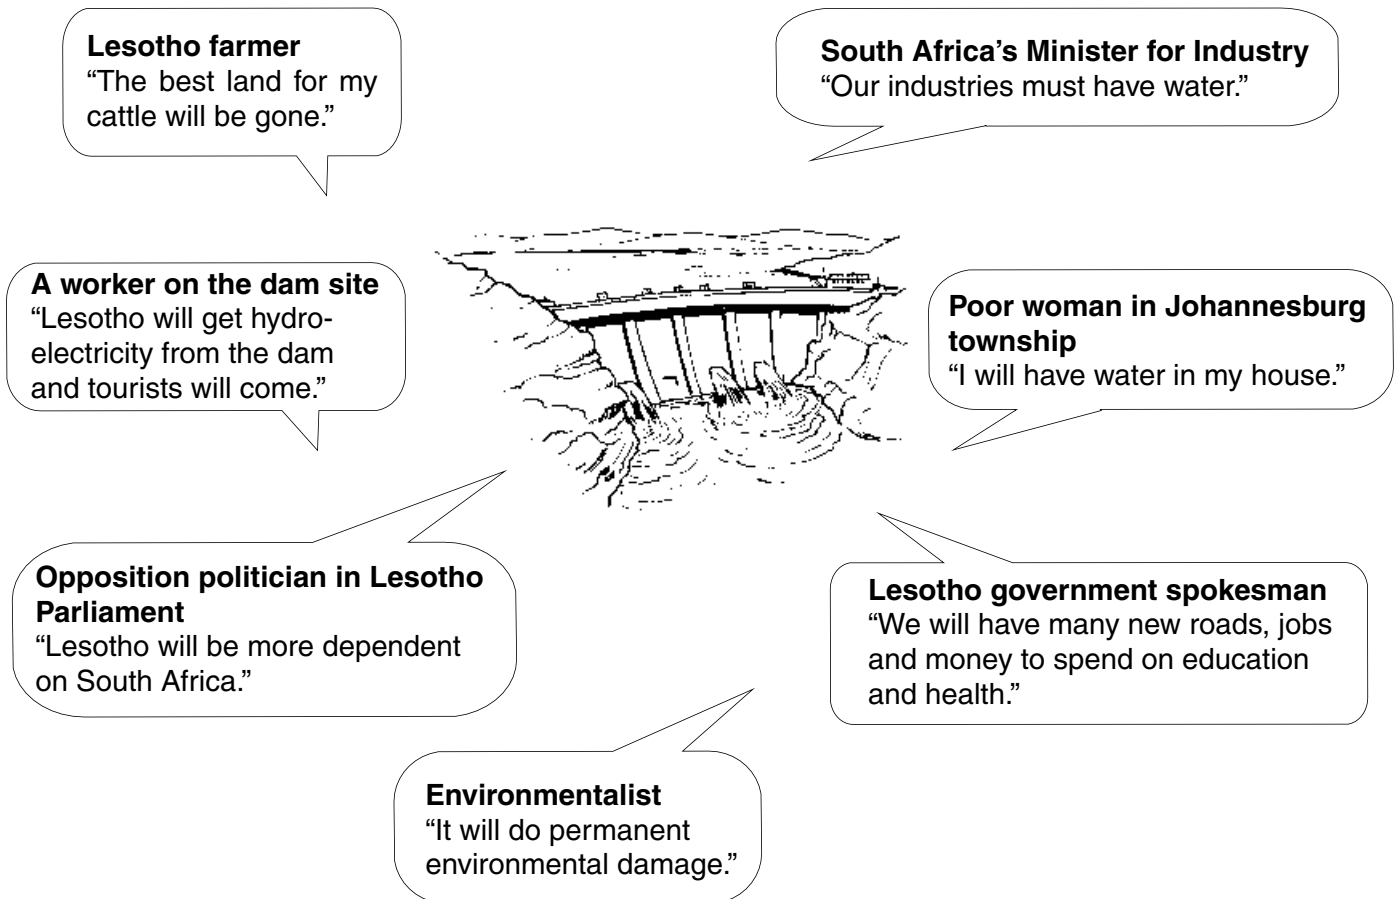 Lesotho farmer
“The best land for my
cattle will be gone.”
South Africa’s Minister for Industry
“Our industries must have water.”
A worker on the dam site
“Lesotho will get hydro-
electricity from the dam
and tourists will come.”
Poor woman in Johannesburg
township
“I will have water in my house.”
Opposition politician in Lesotho
Parliament
“Lesotho will be more dependent
on South Africa.”
Lesotho government spokesman
“We will have many new roads, jobs
and money to spend on education
and health.”
Environmentalist
“It will do permanent
environmental damage.”